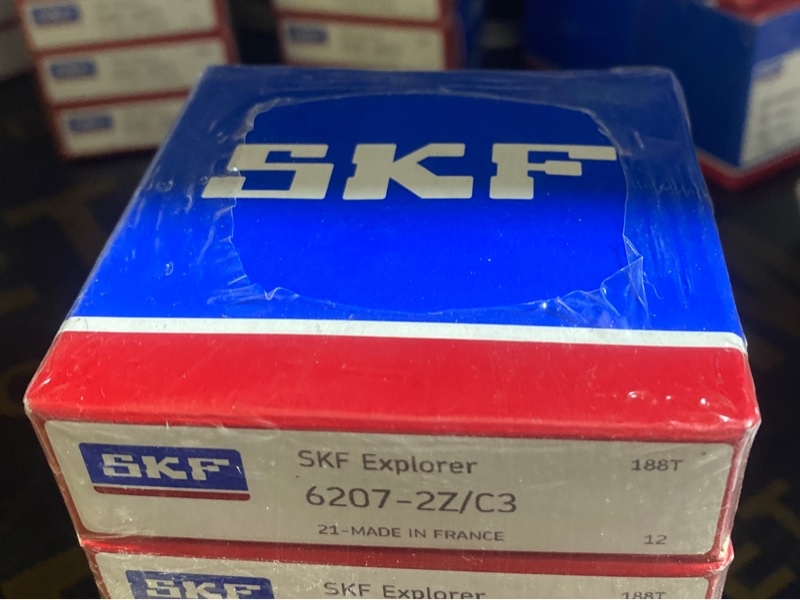 SKF
SKF
SKF Explorer
188T
6207-2Z/C3
21-MADE IN FRANCE
12
SKF
SKF Explorer
188T